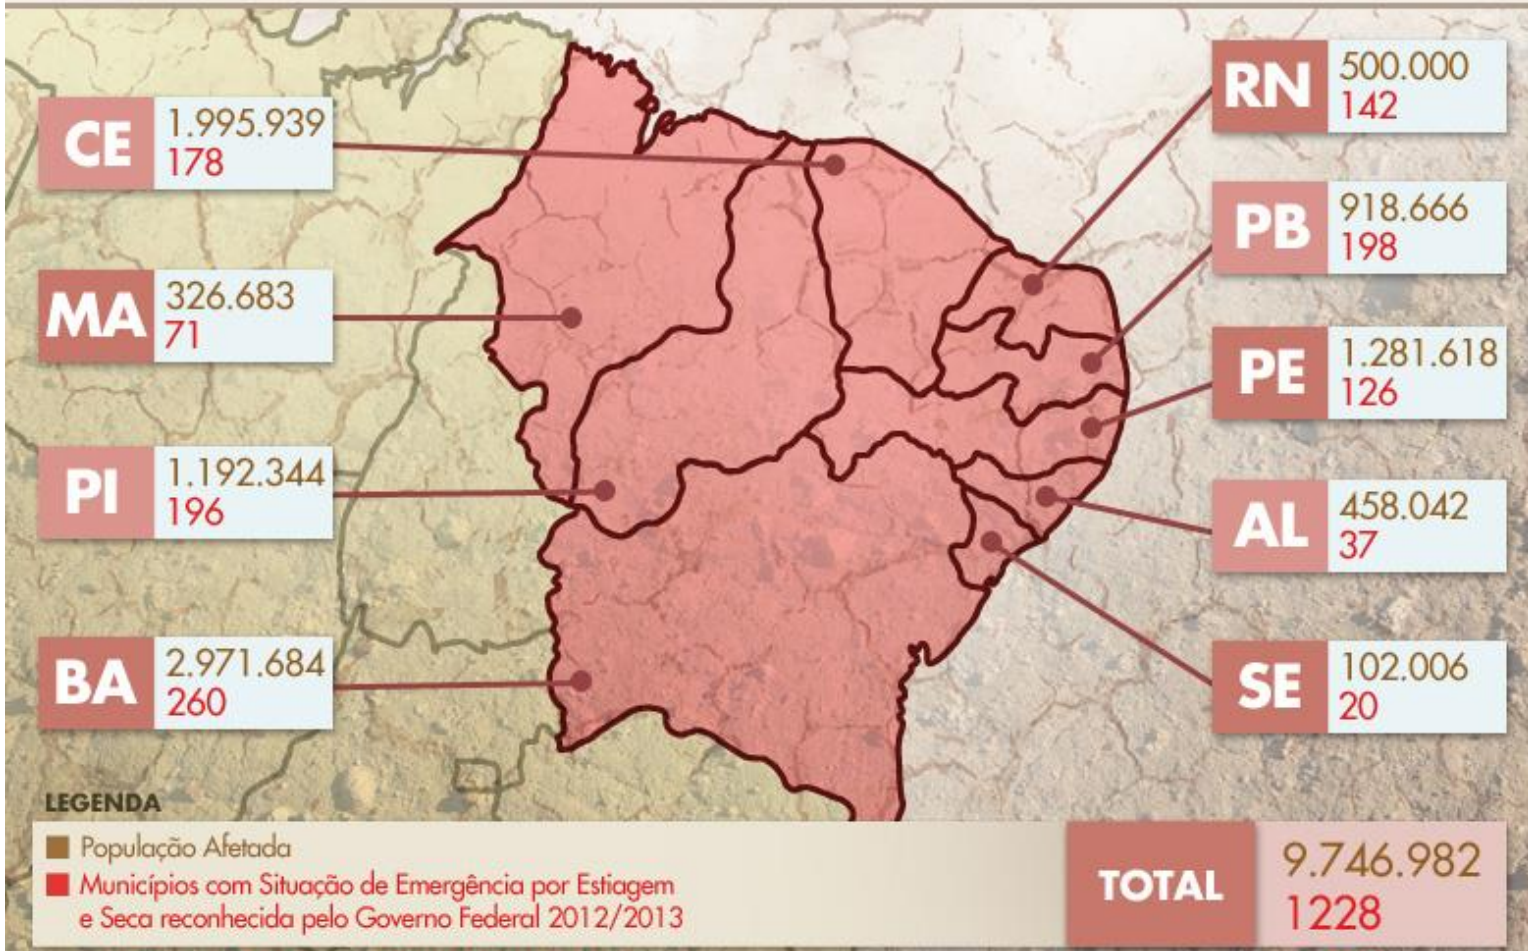 CE
1.995.939
178
MA
326.683
71
PI
1.192.344
196
BA
2.971.684
260
RN
500.000
142
PB
918.666
198
PE
1.281.618
126
AL
458.042
37
SE
102.006
20
LEGENDA
População Afetada
Municípios com Situação de Emergência por Estiagem
e Seca reconhecida pelo Governo Federal 2012/2013
TOTAL
9.746.982
1228